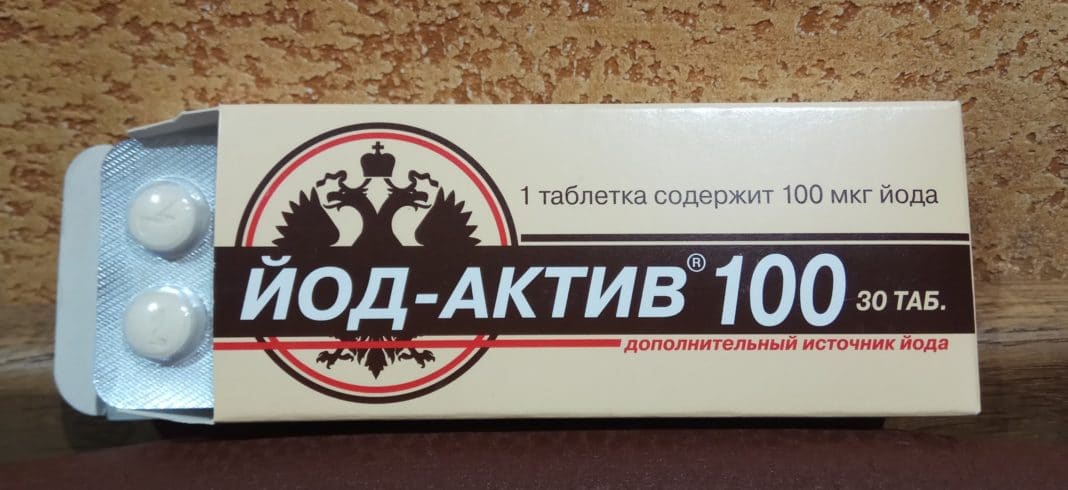 1 таблетка содержит 100 мкг йода
ЙОД-АКТИВ® 100 30 ТАБ.
дополнительный источник йода